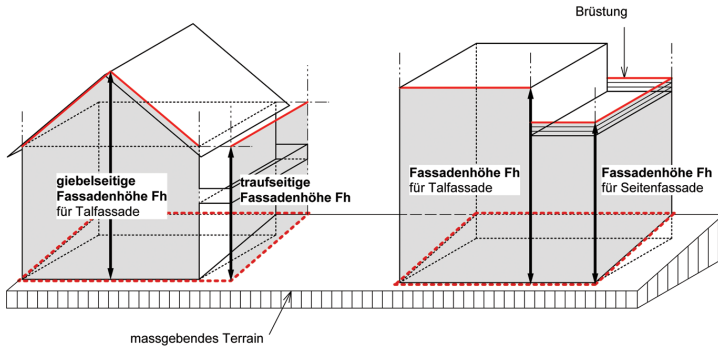 Brüstung
giebelseitige
Fassadenhöhe Fh
für Talfassade
traufseitige
Fassadenhöhe Fh
Fassadenhöhe Fh
für Talfassade
Fassadenhöhe Fh
für Seitenfassade
massgebendes Terrain